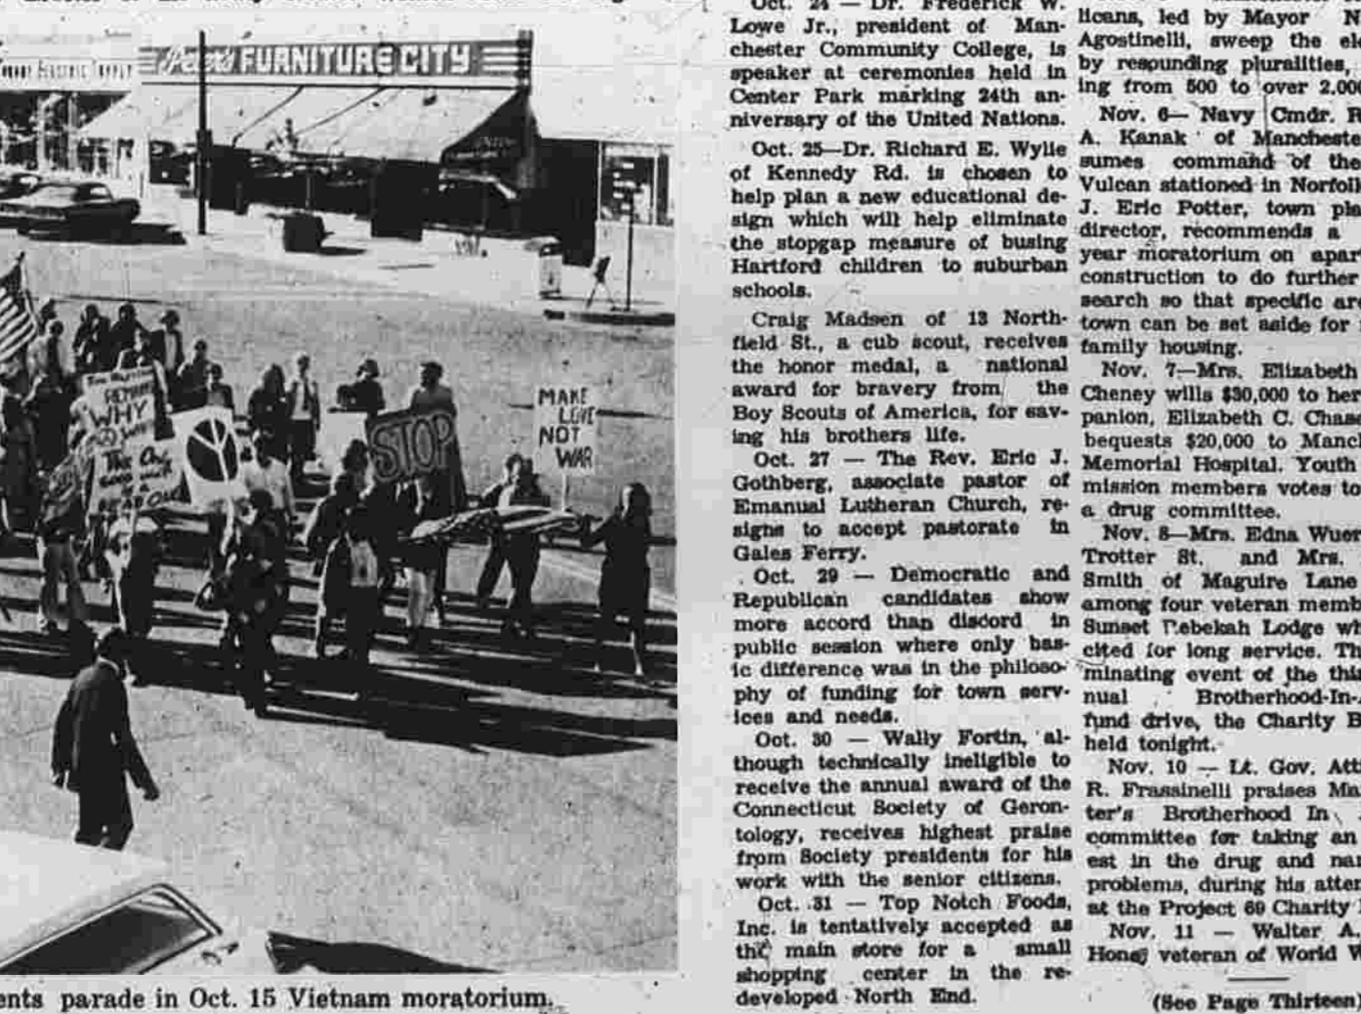 FURNITURE CITY
WHY
STOP
MAKE
LOVE
NOT
WAR
ents parade in Oct. 15 Vietnam moratorium.
Oct. 24 — Dr. Frederick W.
Lowe Jr., president of Man-
chester Community College, is
speaker at ceremonies held in
Center Park marking 24th an-
niversary of the United Nations.
Oct. 25—Dr. Richard E. Wylie
of Kennedy Rd. is chosen to
help plan a new educational de-
sign which will help eliminate
the stopgap measure of busing
Hartford children to suburban
schools.
Craig Madsen of 13 North-
field St., a cub scout, receives
the honor medal, a national
award for bravery from the
Boy Scouts of America, for sav-
ing his brothers life.
Oct. 27 — The Rev. Eric J.
Gothberg, associate pastor of
Emanual Lutheran Church, re-
signs to accept pastorate in
Gales Ferry.
Oct. 29 — Democratic and
Republican candidates show
more accord than discord in
public session where only bas-
ic difference was in the philoso-
phy of funding for town serv-
ices and needs.
Oct. 30 — Wally Fortin, al-
though technically ineligible to
receive the annual award of the
Connecticut Society of Geron-
tology, receives highest praise
from Society presidents for his
work with the senior citizens.
Oct. 31 — Top Notch Foods,
Inc. is tentatively accepted as
the main store for a small
shopping center in the re-
developed North End.
licans, led by Mayor N
Agostinelli, sweep the el
by resounding pluralities,
ing from 500 to over 2,00
Nov. 6— Navy Cmdr. R
A. Kanak of Mancheste
sumes command of the
Vulcan stationed in Norfol
J. Eric Potter, town pla
director, recommends a
year moratorium on apar
construction to do further
search so that specific are
town can be set aside for
family housing.
Nov. 7—Mrs. Elizabeth
Cheney wills $30,000 to her
panion, Elizabeth C. Chase
bequests $20,000 to Manc
Memorial Hospital. Youth
mission members votes to
a drug committee.
Nov. 8—Mrs. Edna Wuer
Trotter St. and Mrs.
Smith of Maguire Lane
among four veteran memb
Sunset Rebekah Lodge wh
cited for long service. Th
minating event of the thi
nual Brotherhood-In-
fund drive, the Charity B
held tonight.
Nov. 10 — Lt. Gov. Atti
R. Frassinelli praises Ma
ter's Brotherhood In
committee for taking an
est in the drug and nar
problems, during his atten
at the Project 69 Charity
Nov. 11 — Walter A.
Hone veteran of World W
(See Page Thirteen)